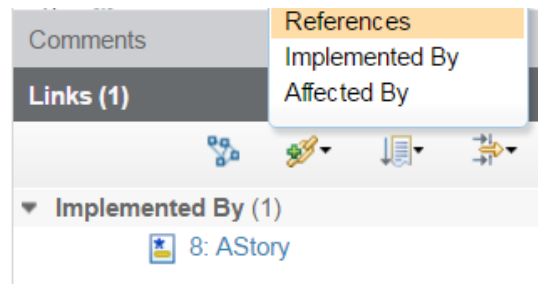 References
Comments
Implemented By
Links (1)
Affected By
Implemented By (1)
8: AStory